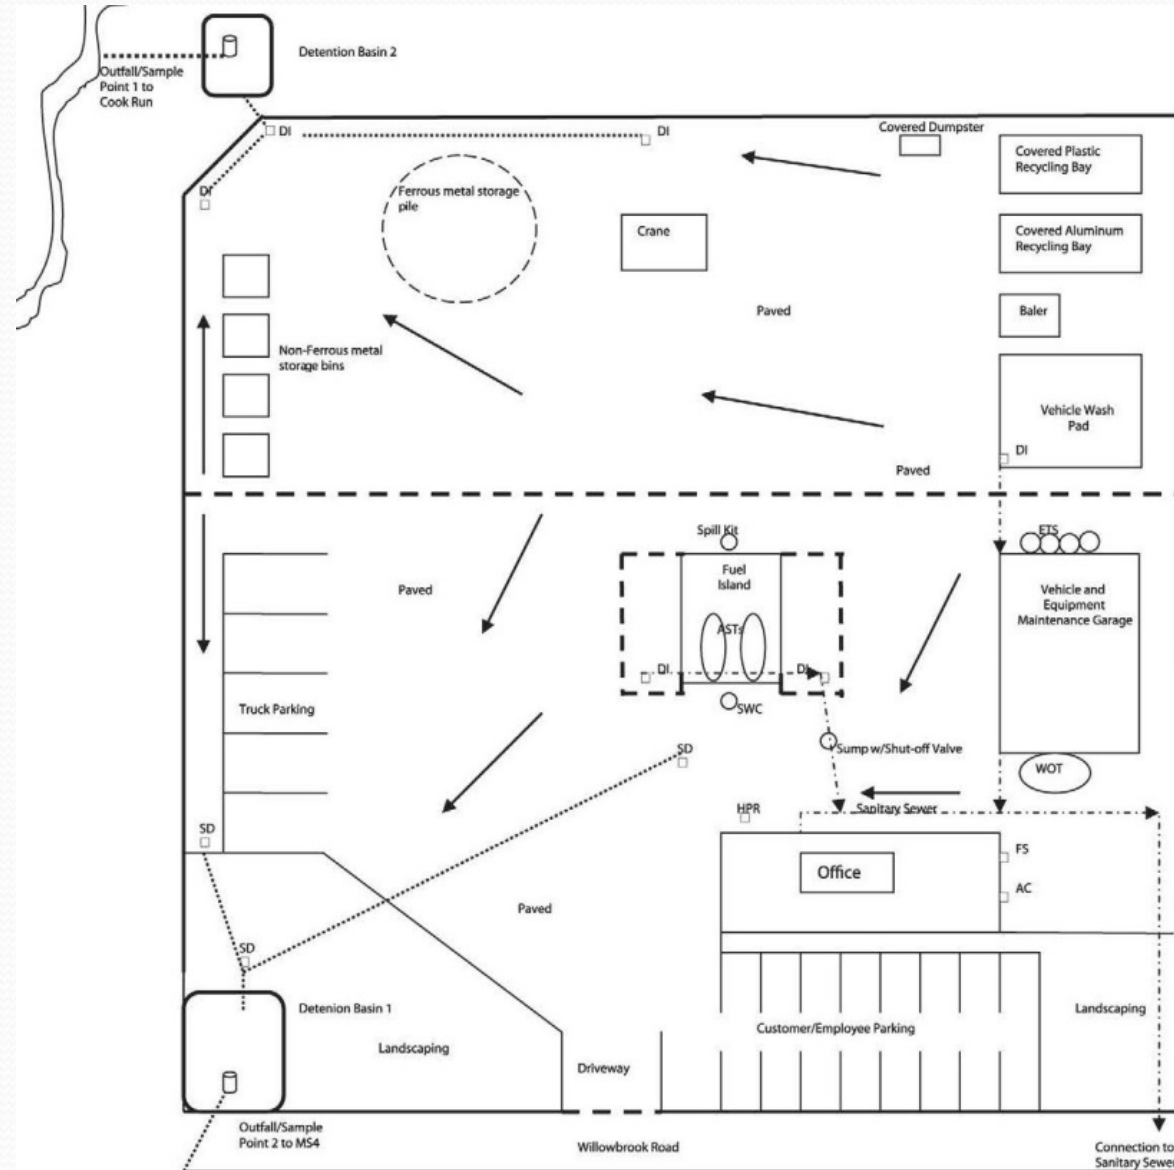 Detention Basin 2
Outfall/Sample
Point 1 to
Cook Run
DI
DI
Covered Dumpster
Covered Plastic
Recycling Bay
DI
Ferrous metal storage
pile
Crane
Covered Aluminum
Recycling Bay
Paved
Baler
Non-Ferrous metal
storage bins
Vehicle Wash
Pad
DI
Paved
Spill Kit
ETS
Fuel
Island
Paved
Vehicle and
Equipment
Maintenance Garage
ASTs
DI
DI
Truck Parking
SWC
SD
Sump w/Shut-off Valve
WOT
HPR
Sanitary Sewer
SD
FS
Office
AC
Paved
SD
Detenion Basin 1
Landscaping
Customer/Employee Parking
Landscaping
Driveway
Outfall/Sample
Point 2 to MS4
Willowbrook Road
Connection to
Sanitary Sewer